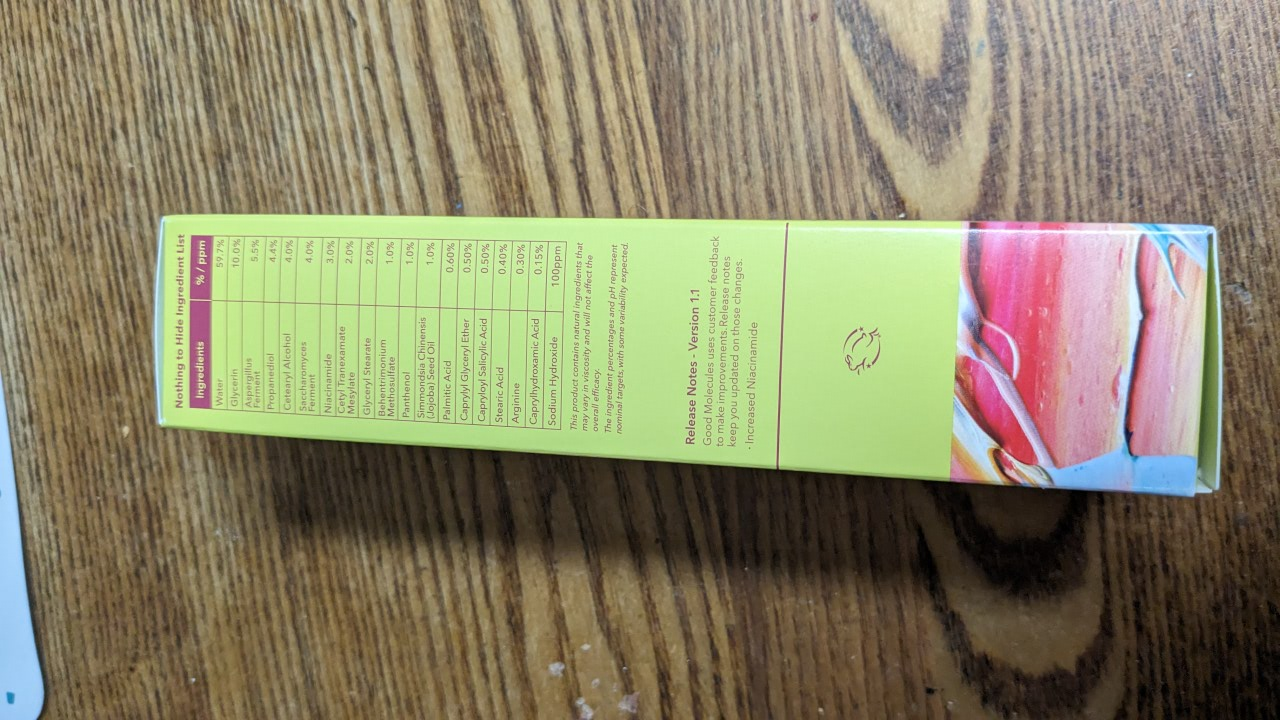 Nothing to Hide Ingredient List
Ingredients % / ppm
Water 59.7%
Glycerin 10.0%
Aspergillus 5.5%
Ferment
Propanediol 4.4%
Cetearyl Alcohol 4.0%
Saccharomyces 4.0%
Ferment
Niacinamide 3.0%
Cetyl Tranexamate 2.0%
Mesylate
Glyceryl Stearate 2.0%
Behentrimonium 1.0%
Methosulfate
Panthenol 1.0%
Simmondsia Chinensis 1.0%
(Jojoba) Seed Oil
Palmitic Acid 0.60%
Caprylyl Glyceryl Ether 0.50%
Capryloyl Salicylic Acid 0.50%
Stearic Acid 0.40%
Arginine 0.30%
Caprylhydroxamic Acid 0.15%
Sodium Hydroxide 100ppm
This product contains natural ingredients that
may vary in viscosity and will not affect the
overall efficacy.
The ingredient percentages and pH represent
nominal targets, with some variability expected.
Release Notes - Version 1.1
Good Molecules uses customer feedback
to make improvements. Release notes
keep you updated on those changes.
· Increased Niacinamide